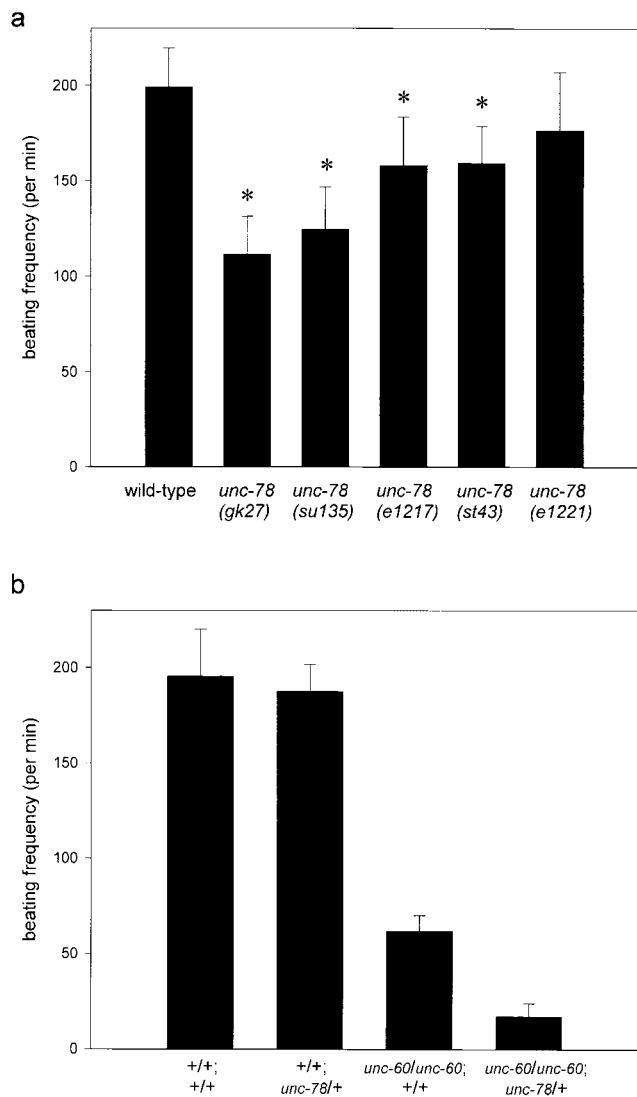 a
beating frequency (per min)
200
150
100
50
0
* * * *
wild-type unc-78 unc-78 unc-78 unc-78 unc-78
(gk27) (su135) (e1217) (st43) (e1221)
b
beating frequency (per min)
200
150
100
50
0
+/+; +/+; unc-60/unc-60; unc-60/unc-60;
+/+ unc-78/+ +/+ unc-78/+